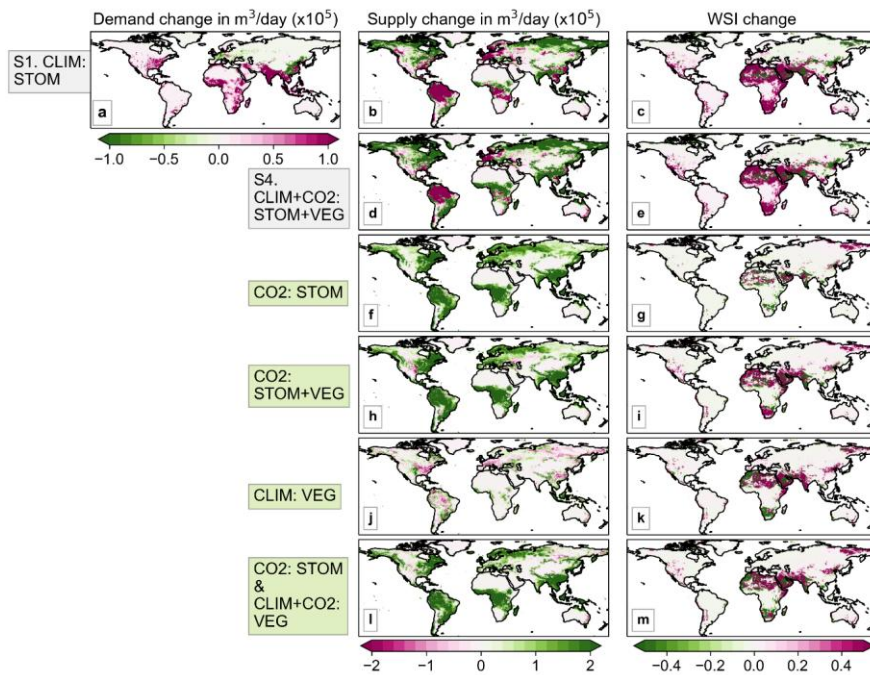 Demand change in m³/day (x10⁵)
Supply change in m³/day (x10⁵)
WSI change
S1. CLIM:
STOM
a
b
c
−1.0 −0.5 0.0 0.5 1.0
S4.
CLIM+CO2:
STOM+VEG
d
e
CO2: STOM
f
g
CO2:
STOM+VEG
h
i
CLIM: VEG
j
k
CO2: STOM
&
CLIM+CO2:
VEG
l
m
−2 −1 0 1 2
−0.4 −0.2 0.0 0.2 0.4